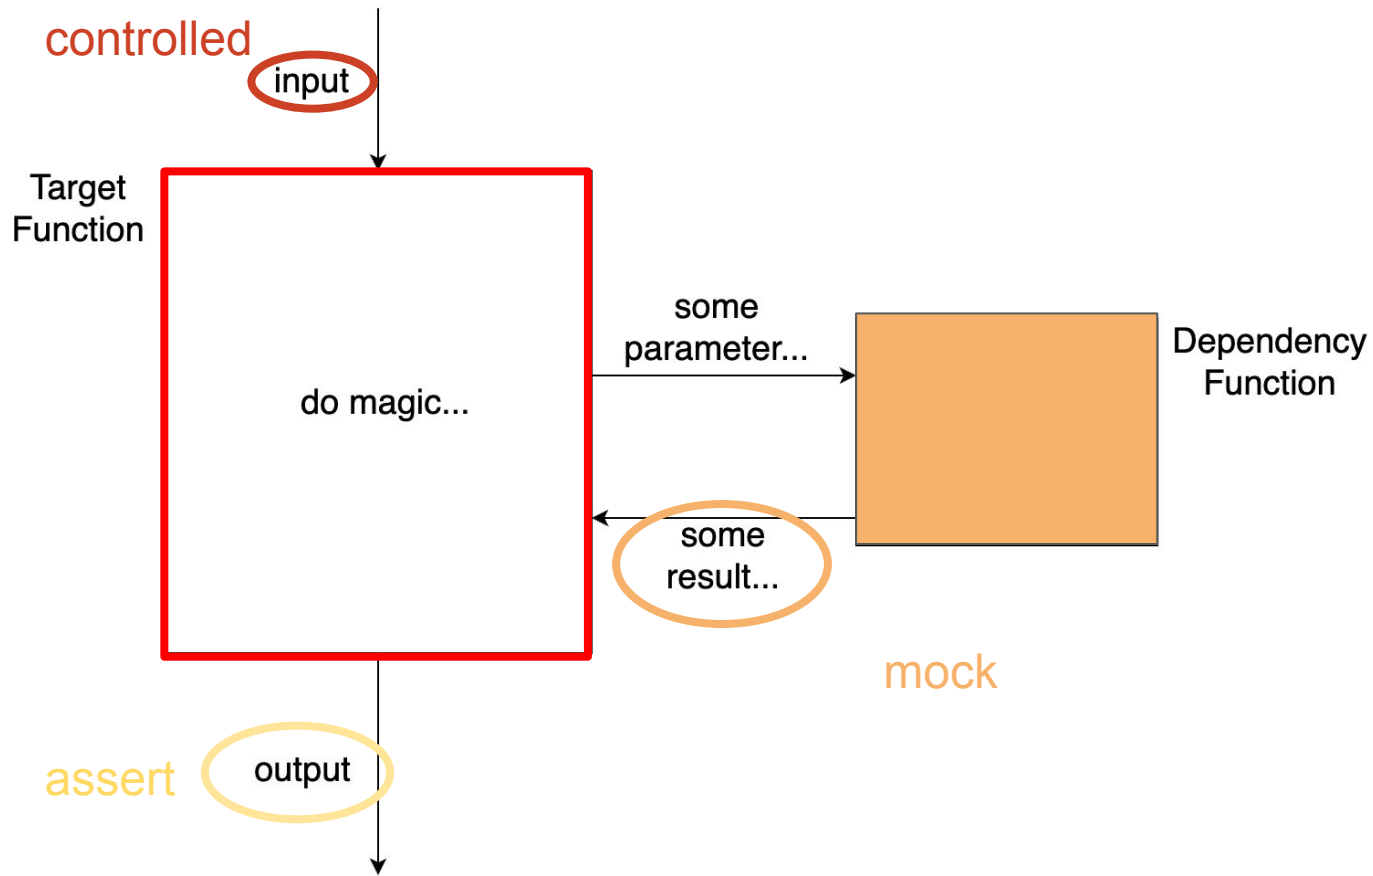 controlled
input
Target
Function
some
parameter...
Dependency
Function
do magic...
some
result...
mock
output
assert